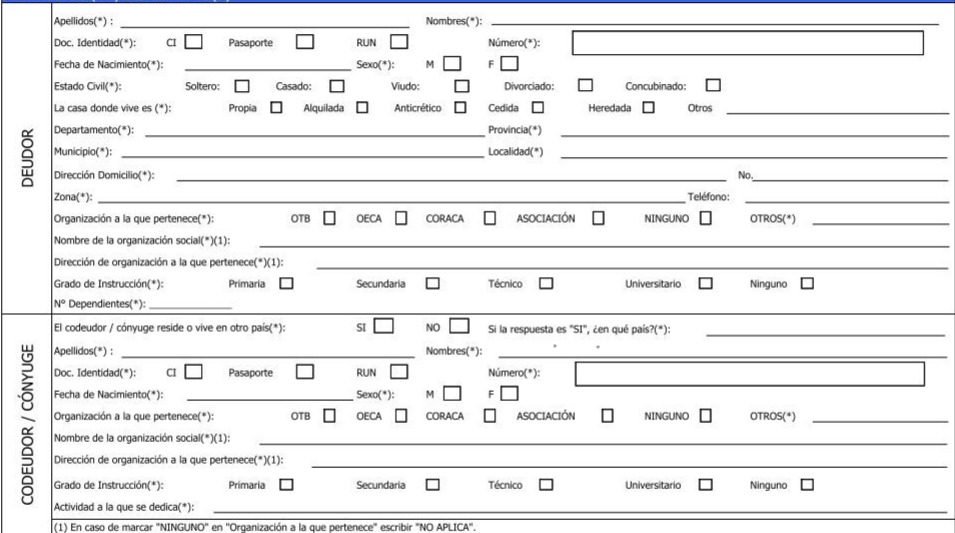 Apellidos(*) : Nombres(*):
Doc. Identidad(*): CI Pasaporte RUN Número(*):
Fecha de Nacimiento(*): Sexo(*): M F
Estado Civil(*): Soltero: Casado: Viudo: Divorciado: Concubinado:
La casa donde vive es (*): Propia Alquilada Anticrético Cedida Heredada Otros
Departamento(*): Provincia(*)
Municipio(*): Localidad(*)
Dirección Domicilio(*): No.
Zona(*): Teléfono:
Organización a la que pertenece(*): OTB OECA CORACA ASOCIACIÓN NINGUNO OTROS(*)
Nombre de la organización social(*)(1):
Dirección de organización a la que pertenece(*)(1):
Grado de Instrucción(*): Primaria Secundaria Técnico Universitario Ninguno
N° Dependientes(*):
DEUDOR
El codeudor / cónyuge reside o vive en otro país(*): SI NO Si la respuesta es "SI", ¿en qué país?(*):
Apellidos(*) : Nombres(*):
Doc. Identidad(*): CI Pasaporte RUN Número(*):
Fecha de Nacimiento(*): Sexo(*): M F
Organización a la que pertenece(*): OTB OECA CORACA ASOCIACIÓN NINGUNO OTROS(*)
Nombre de la organización social(*)(1):
Dirección de organización a la que pertenece(*)(1):
Grado de Instrucción(*): Primaria Secundaria Técnico Universitario Ninguno
Actividad a la que se dedica(*):
CODEUDOR / CÓNYUGE
(1) En caso de marcar "NINGUNO" en "Organización a la que pertenece" escribir "NO APLICA".